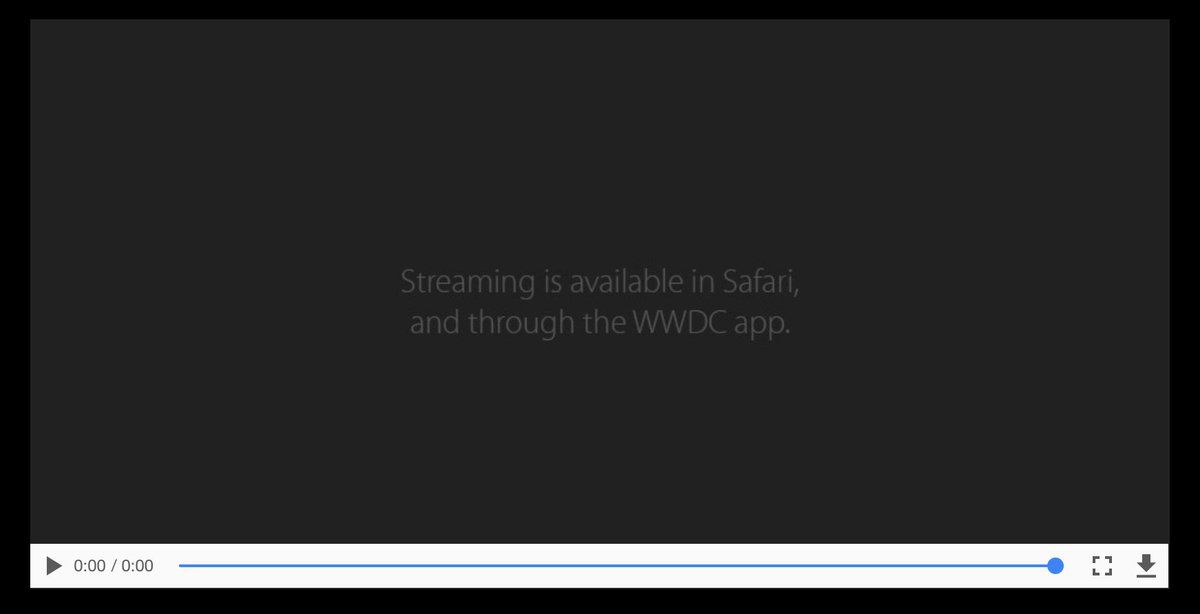 Streaming is available in Safari,
and through the WWDC app.
0:00 / 0:00